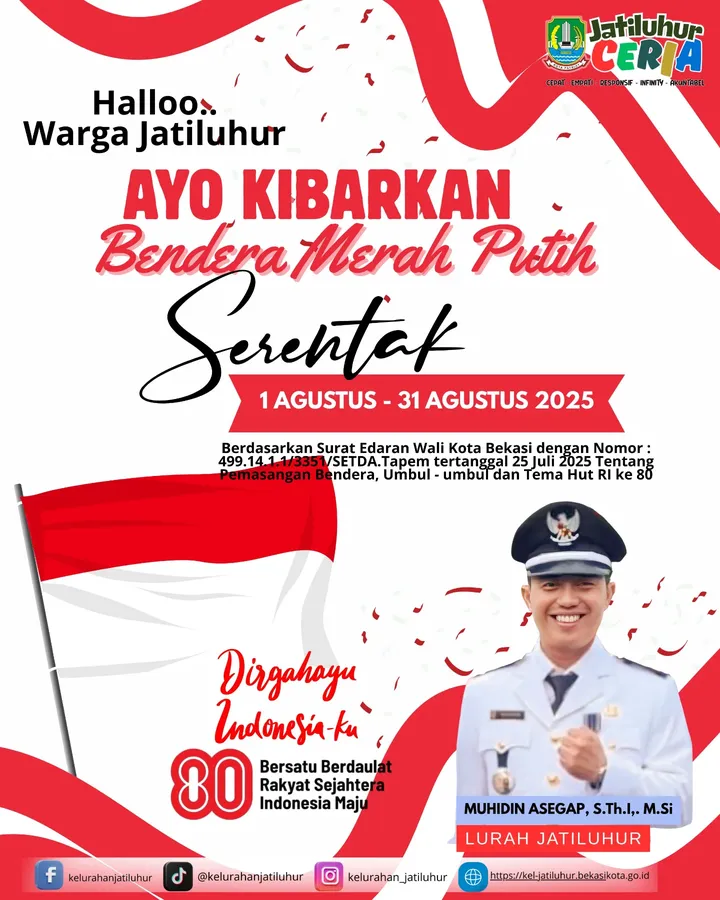 Jatiluhur
CERIA
CEPAT - EMPATI - RESPONSIF - INFINITY - AKUNTABEL
Halloo..
Warga Jatiluhur
AYO KIBARKAN
Bendera Merah Putih
Serentak
1 AGUSTUS - 31 AGUSTUS 2025
Berdasarkan Surat Edaran Wali Kota Bekasi dengan Nomor :
499.14.1.1/3351/SETDA.Tapem tertanggal 25 Juli 2025 Tentang
Pemasangan Bendera, Umbul - umbul dan Tema Hut RI ke 80
Dirgahayu
Indonesia-ku
80
Bersatu Berdaulat
Rakyat Sejahtera
Indonesia Maju
MUHIDIN ASEGAP, S.Th.I,. M.Si
LURAH JATILUHUR
kelurahanjatiluhur
@kelurahanjatiluhur
kelurahan_jatiluhur
https://kel-jatiluhur.bekasikota.go.id